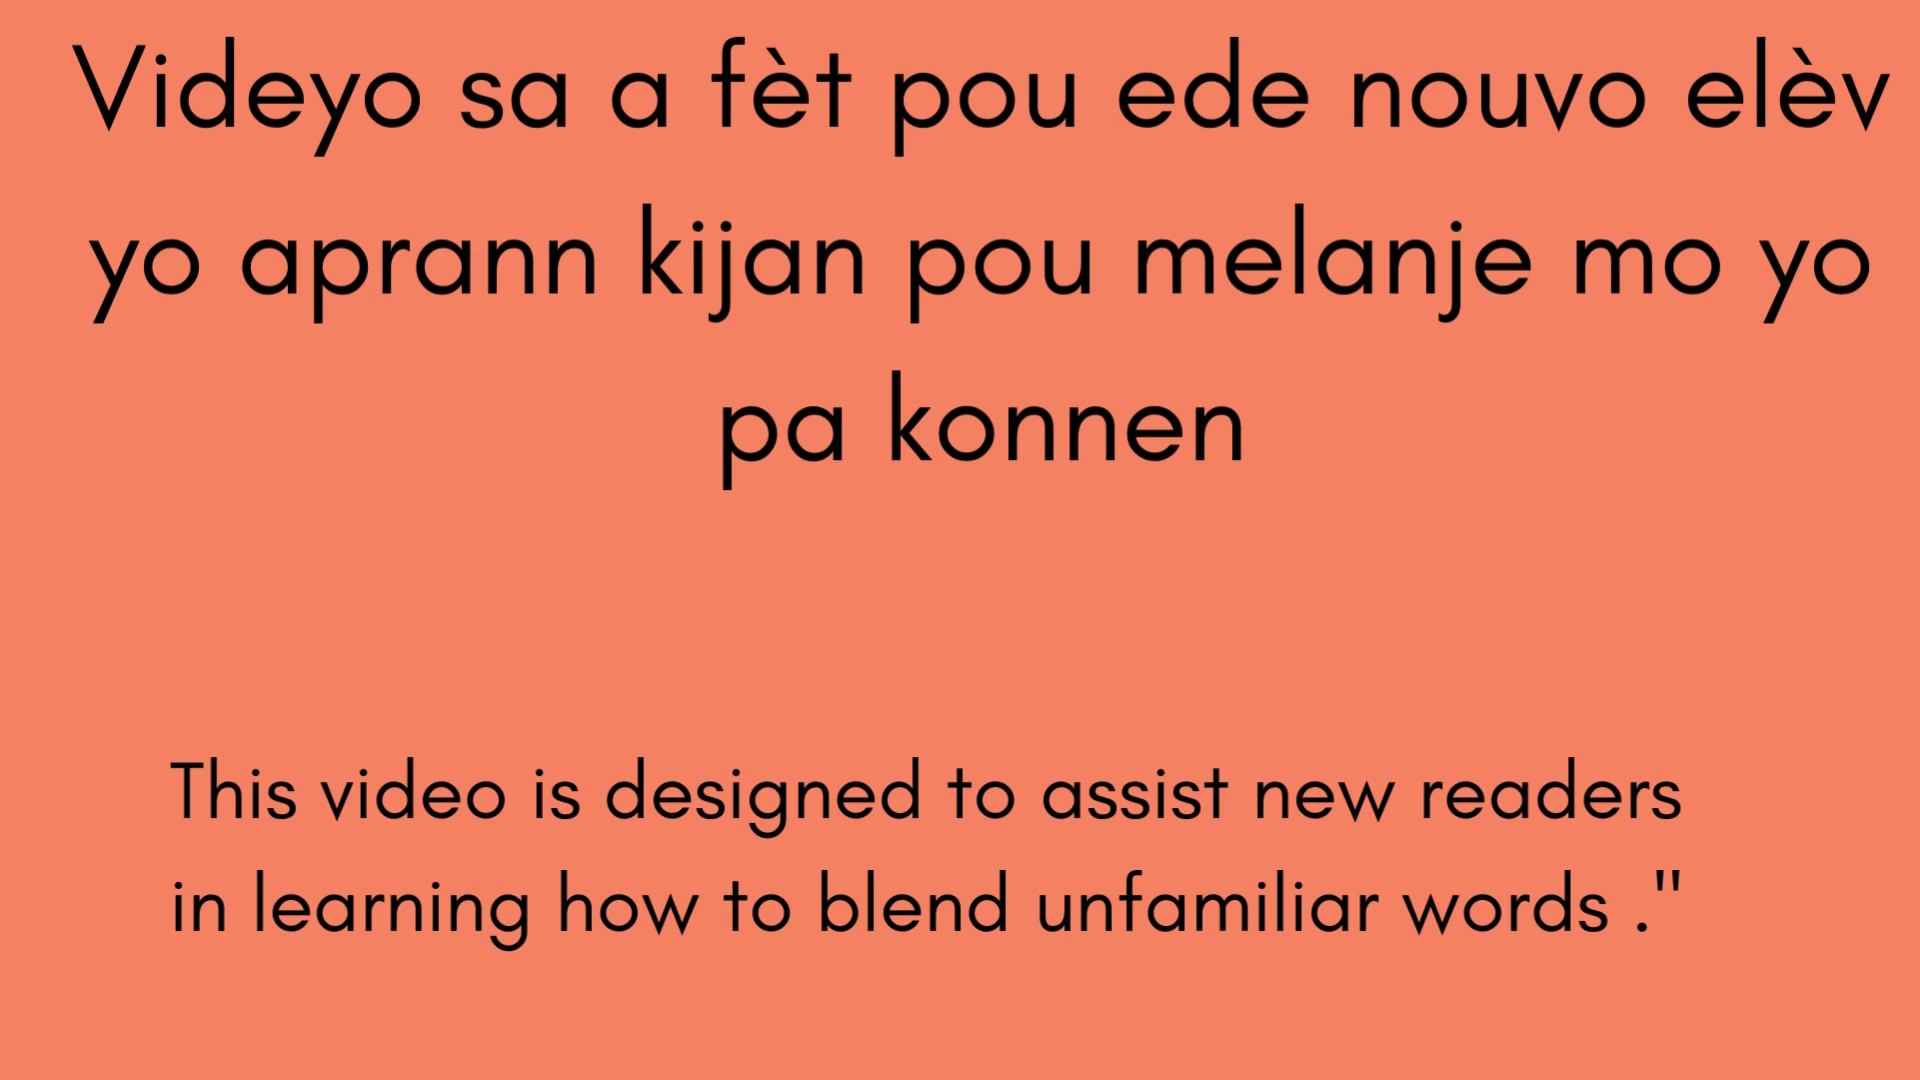 Videyo sa a fèt pou ede nouvo elèv
yo aprann kijan pou melanje mo yo
pa konnen
This video is designed to assist new readers
in learning how to blend unfamiliar words ."